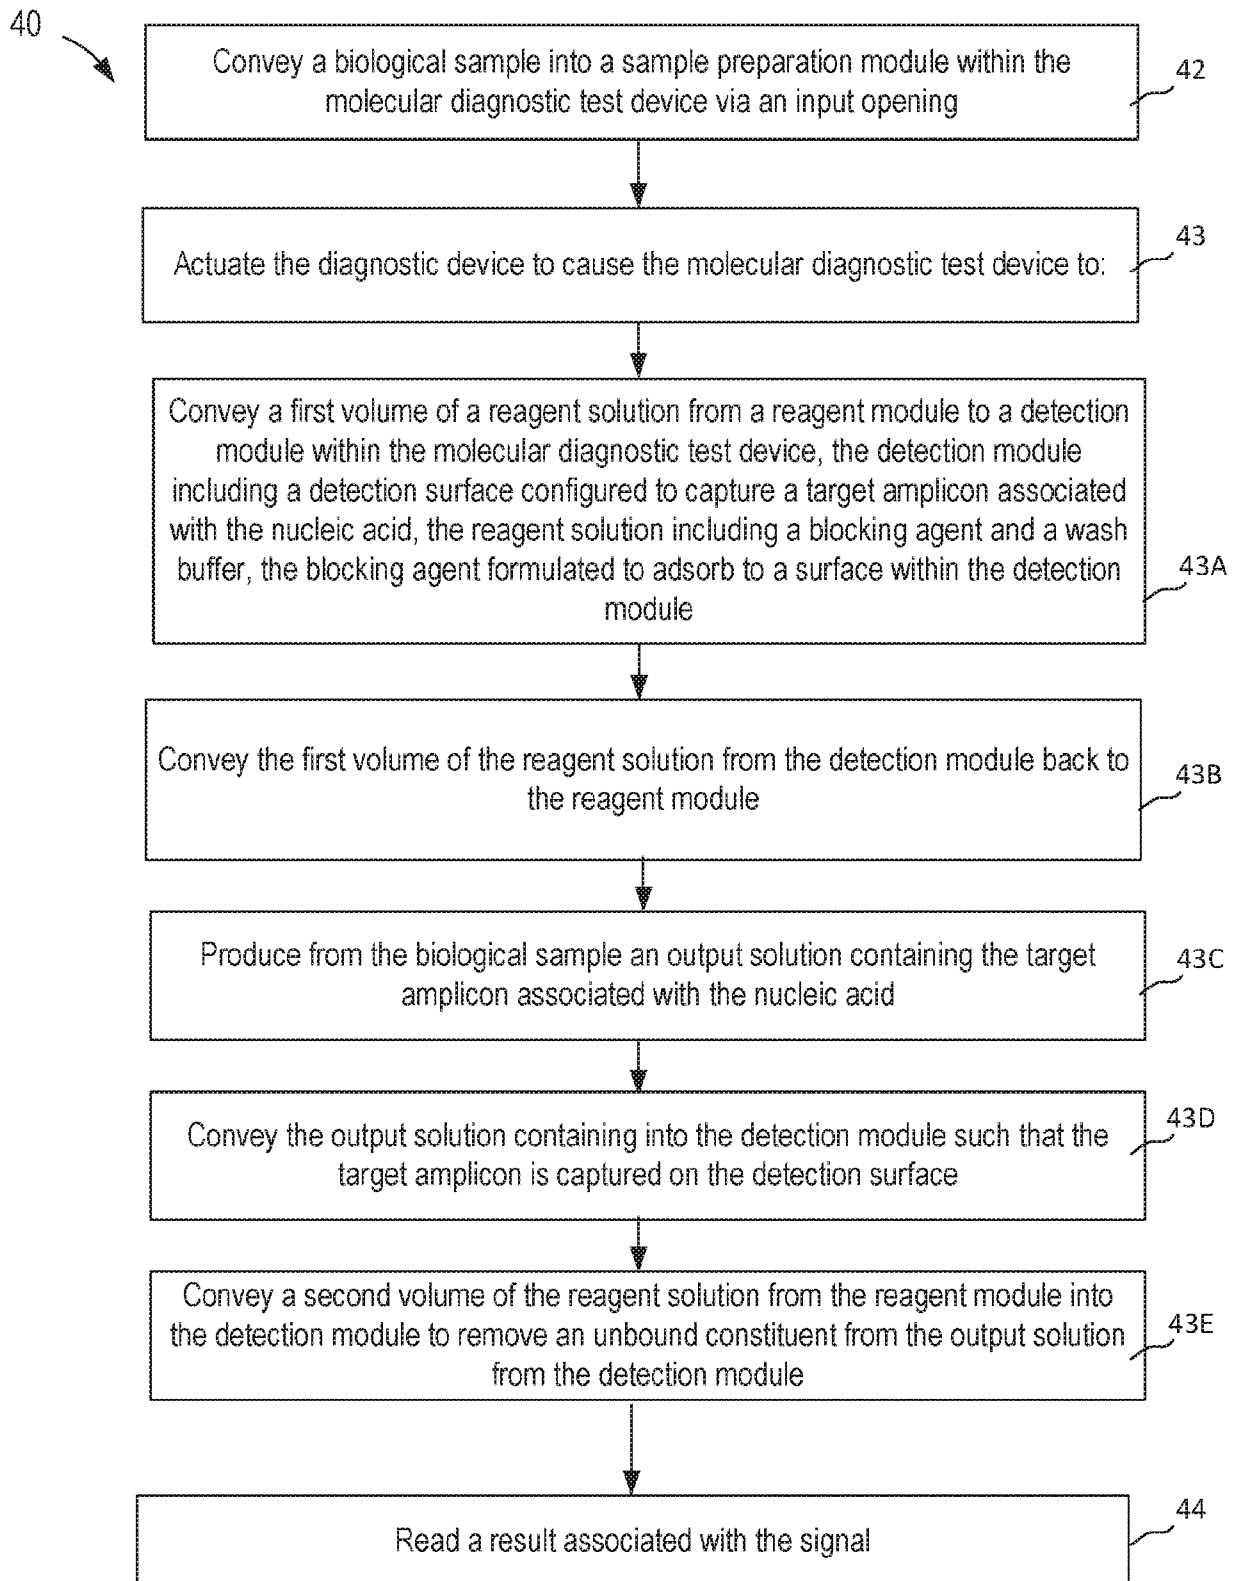 40
Convey a biological sample into a sample preparation module within the
molecular diagnostic test device via an input opening
42
Actuate the diagnostic device to cause the molecular diagnostic test device to:
43
Convey a first volume of a reagent solution from a reagent module to a detection
module within the molecular diagnostic test device, the detection module
including a detection surface configured to capture a target amplicon associated
with the nucleic acid, the reagent solution including a blocking agent and a wash
buffer, the blocking agent formulated to adsorb to a surface within the detection
module
43A
Convey the first volume of the reagent solution from the detection module back to
the reagent module
43B
Produce from the biological sample an output solution containing the target
amplicon associated with the nucleic acid
43C
Convey the output solution containing into the detection module such that the
target amplicon is captured on the detection surface
43D
Convey a second volume of the reagent solution from the reagent module into
the detection module to remove an unbound constituent from the output solution
from the detection module
43E
Read a result associated with the signal
44